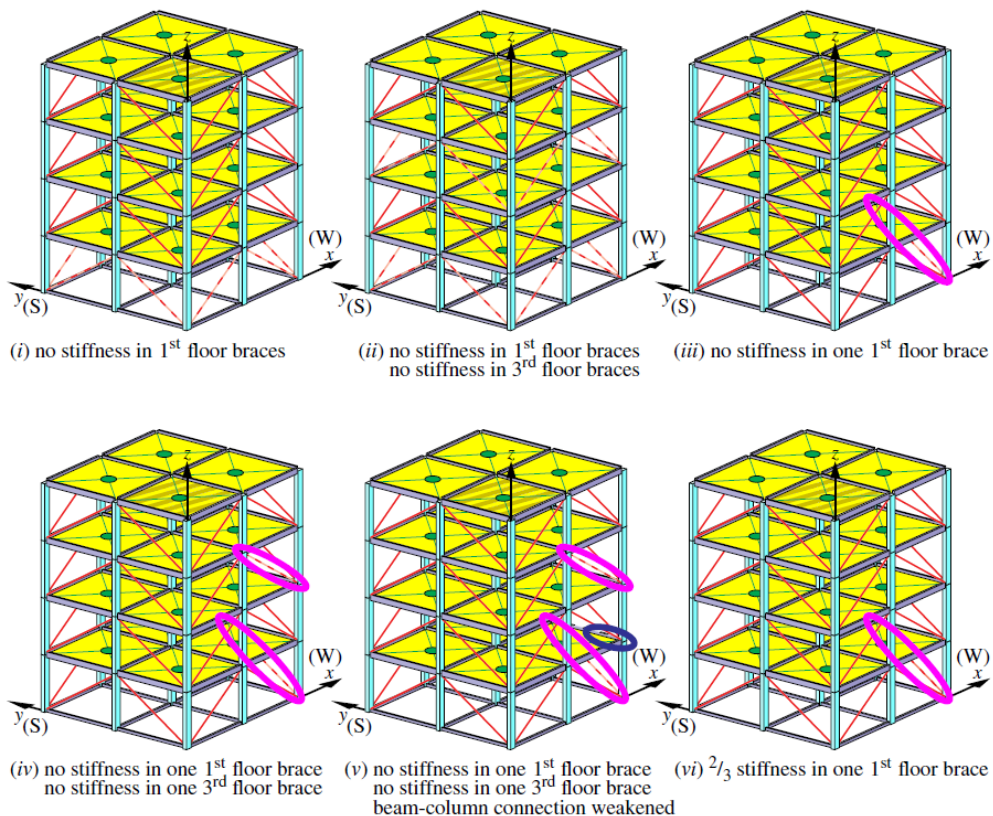 z
(W)
x
y
(S)
(i) no stiffness in 1st floor braces
z
(W)
x
y
(S)
(ii) no stiffness in 1st floor braces
no stiffness in 3rd floor braces
z
(W)
x
y
(S)
(iii) no stiffness in one 1st floor brace
z
(W)
x
y
(S)
(iv) no stiffness in one 1st floor brace
no stiffness in one 3rd floor brace
z
(W)
x
y
(S)
(v) no stiffness in one 1st floor brace
no stiffness in one 3rd floor brace
beam-column connection weakened
z
(W)
x
y
(S)
(vi) 2/3 stiffness in one 1st floor brace